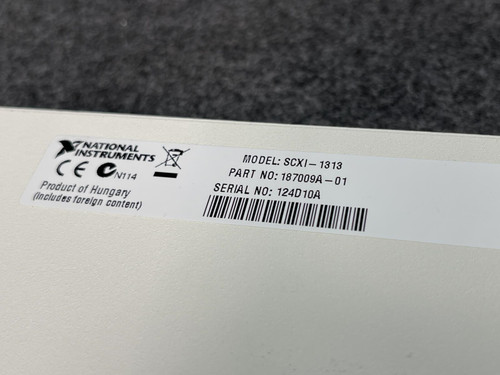 NATIONAL
INSTRUMENTS
CE N114
Product of Hungary
(includes foreign content)
MODEL: SCXI-1313
PART NO: 187009A-01
SERIAL NO: 124D10A